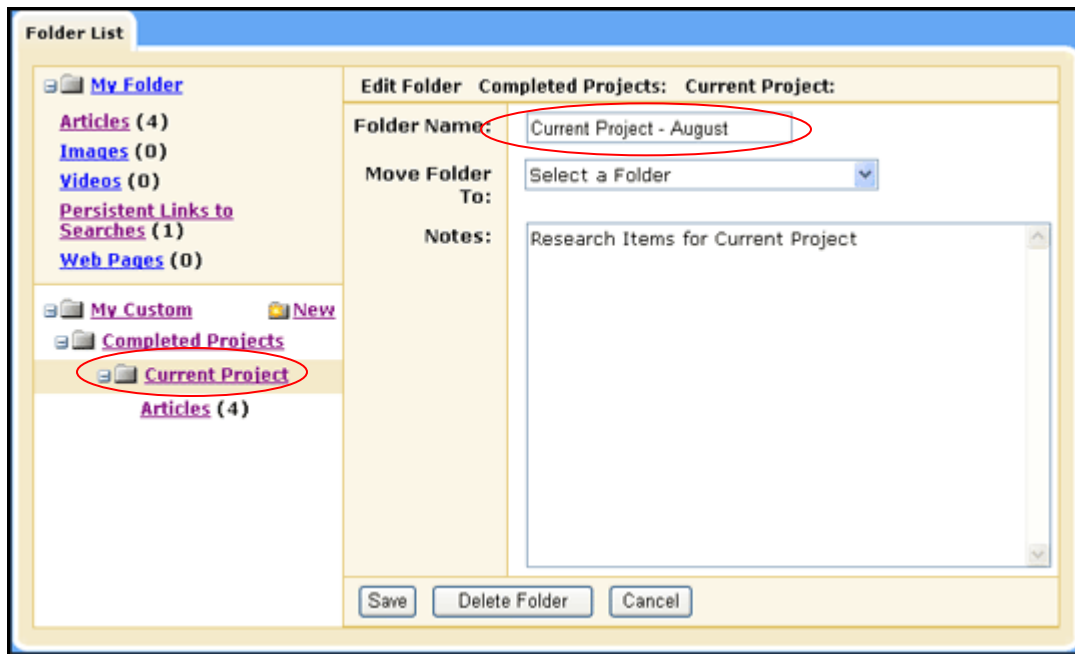 Folder List
My Folder
Articles (4)
Images (0)
Videos (0)
Persistent Links to
Searches (1)
Web Pages (0)
My Custom New
Completed Projects
Current Project
Articles (4)
Edit Folder Completed Projects: Current Project:
Folder Name: Current Project - August
Move Folder Select a Folder
To:
Notes: Research Items for Current Project
Save Delete Folder Cancel